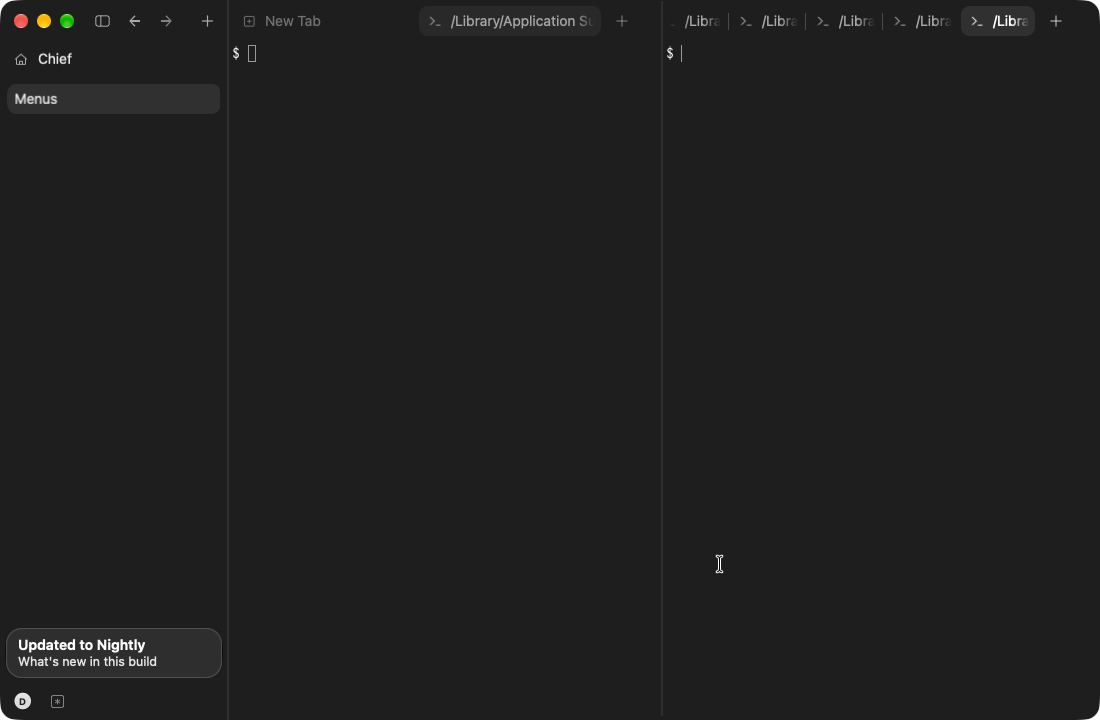 New Tab
>_ /Library/Application Su
/Libra
>_ /Libra
>_ /Libra
>_ /Libra
>_ /Libra
Chief
Menus
$
$
Updated to Nightly
What's new in this build
D